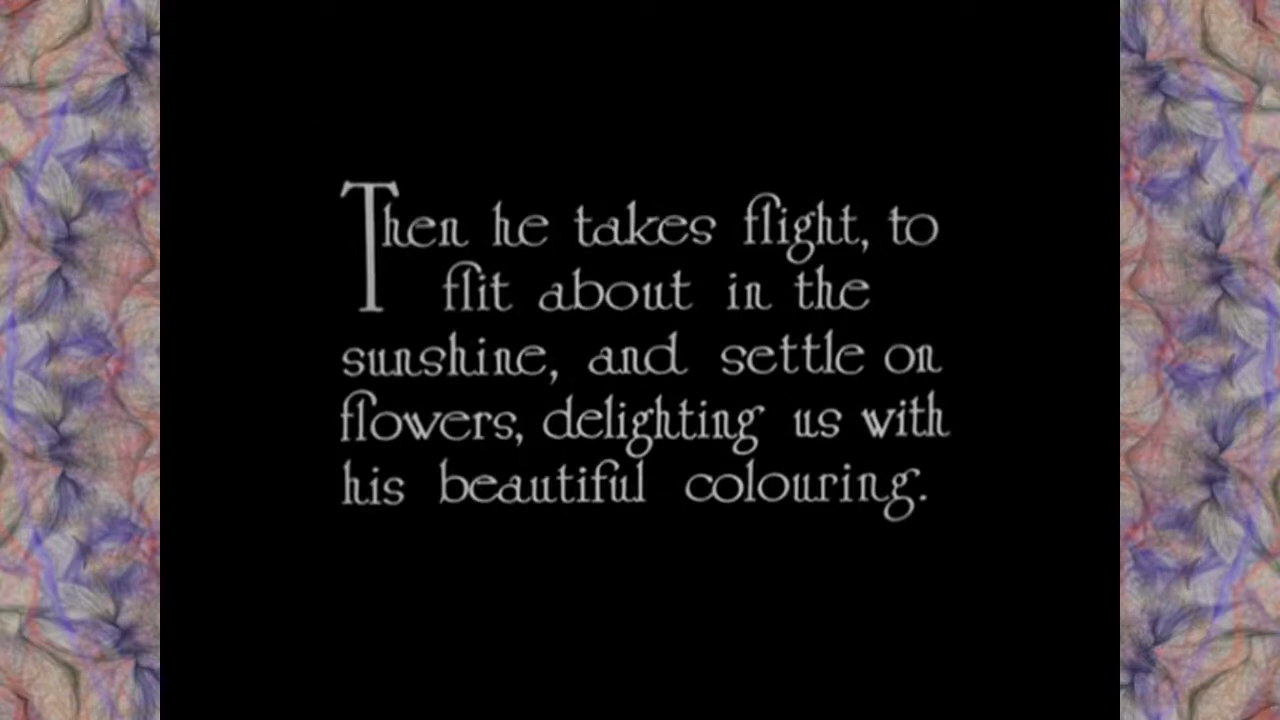 Then he takes flight, to
flit about in the
sunshine, and settle on
flowers, delighting us with
his beautiful colouring.